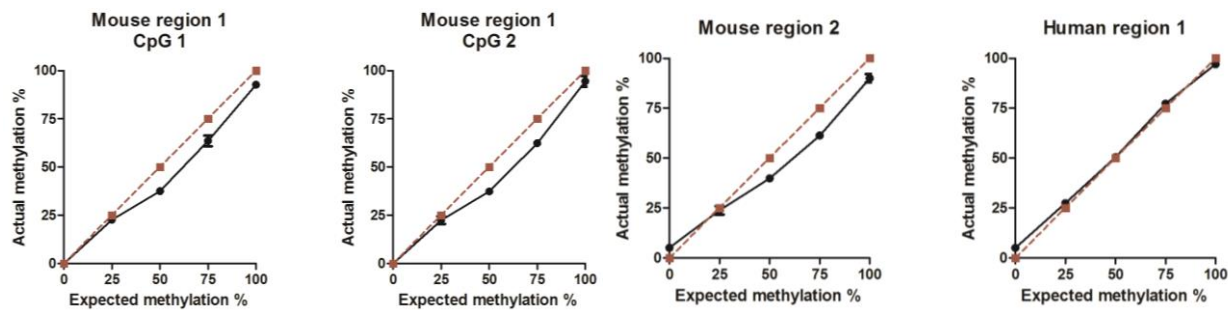 Mouse region 1
CpG 1
Actual methylation %
100
75
50
25
0
0 25 50 75 100
Expected methylation %
Mouse region 1
CpG 2
Actual methylation %
100
75
50
25
0
0 25 50 75 100
Expected methylation %
Mouse region 2
Actual methylation %
100
75
50
25
0
0 25 50 75 100
Expected methylation %
Human region 1
Actual methylation %
100
75
50
25
0
0 25 50 75 100
Expected methylation %